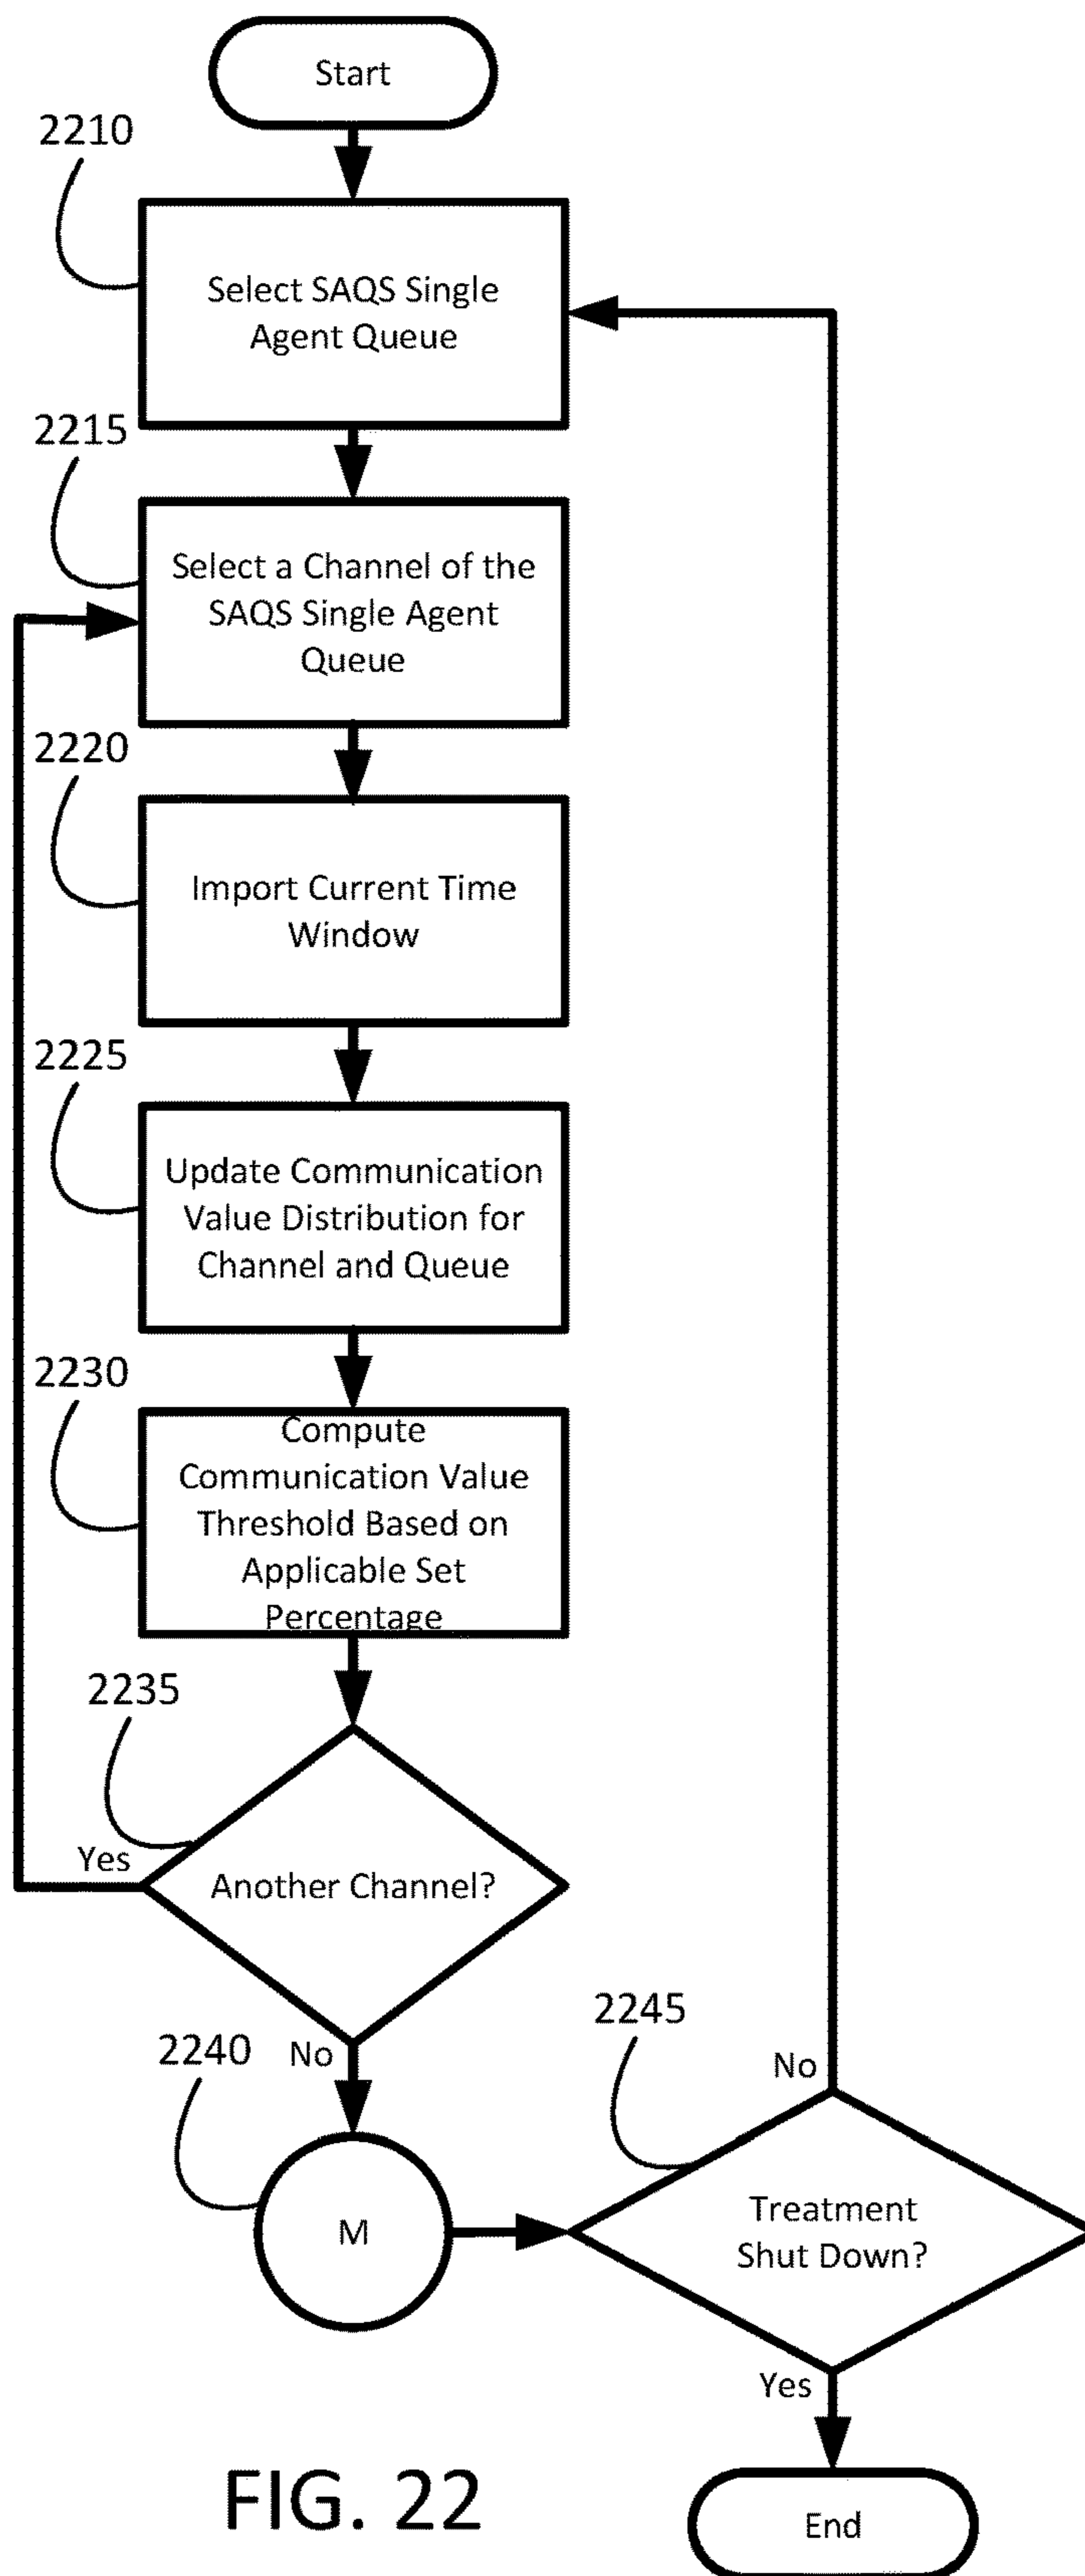 Start
2210
Select SAQS Single
Agent Queue
2215
Select a Channel of the
SAQS Single Agent
Queue
2220
Import Current Time
Window
2225
Update Communication
Value Distribution for
Channel and Queue
2230
Compute
Communication Value
Threshold Based on
Applicable Set
Percentage
2235
Yes
Another Channel?
No
2240
M
2245
No
Treatment
Shut Down?
Yes
End
FIG. 22